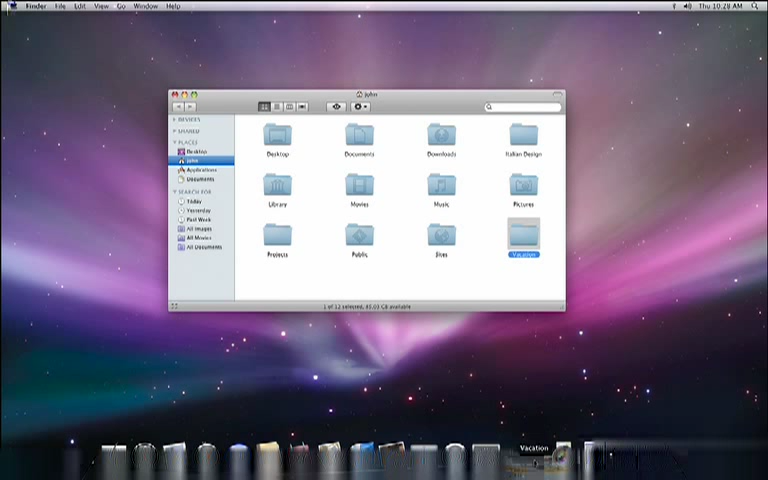 Finder File Edit View Go Window Help Thu 10:28 AM
john
DEVICES
SHARED
PLACES
Desktop
john
Applications
Documents
SEARCH FOR
Today
Yesterday
Past Week
All Images
All Movies
All Documents
Desktop Documents Downloads Italian Design
Library Movies Music Pictures
Projects Public Sites Vacation
1 of 12 selected, 49.03 GB available
Vacation